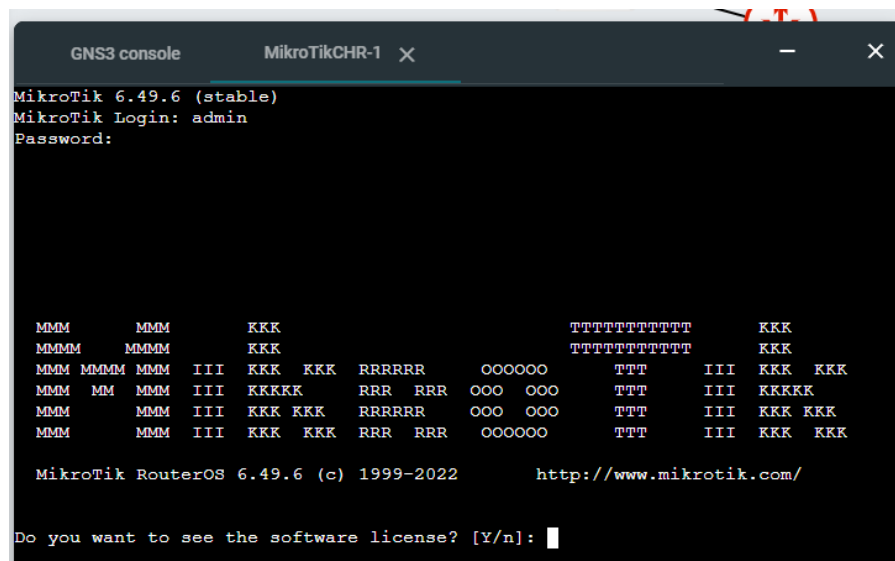 GNS3 console MikroTikCHR-1
MikroTik 6.49.6 (stable)
MikroTik Login: admin
Password:
MMM MMM KKK TTTTTTTTTTT KKK
MMMM MMMM KKK TTTTTTTTTTT KKK
MMM MMMM MMM III KKK KKK RRRRRR OOOOOO TTT III KKK KKK
MMM MM MMM III KKKKK RRR RRR OOO OOO TTT III KKKKK
MMM MMM III KKK KKK RRRRRR OOO OOO TTT III KKK KKK
MMM MMM III KKK KKK RRR RRR OOOOOO TTT III KKK KKK
MikroTik RouterOS 6.49.6 (c) 1999-2022 http://www.mikrotik.com/
Do you want to see the software license? [Y/n]: